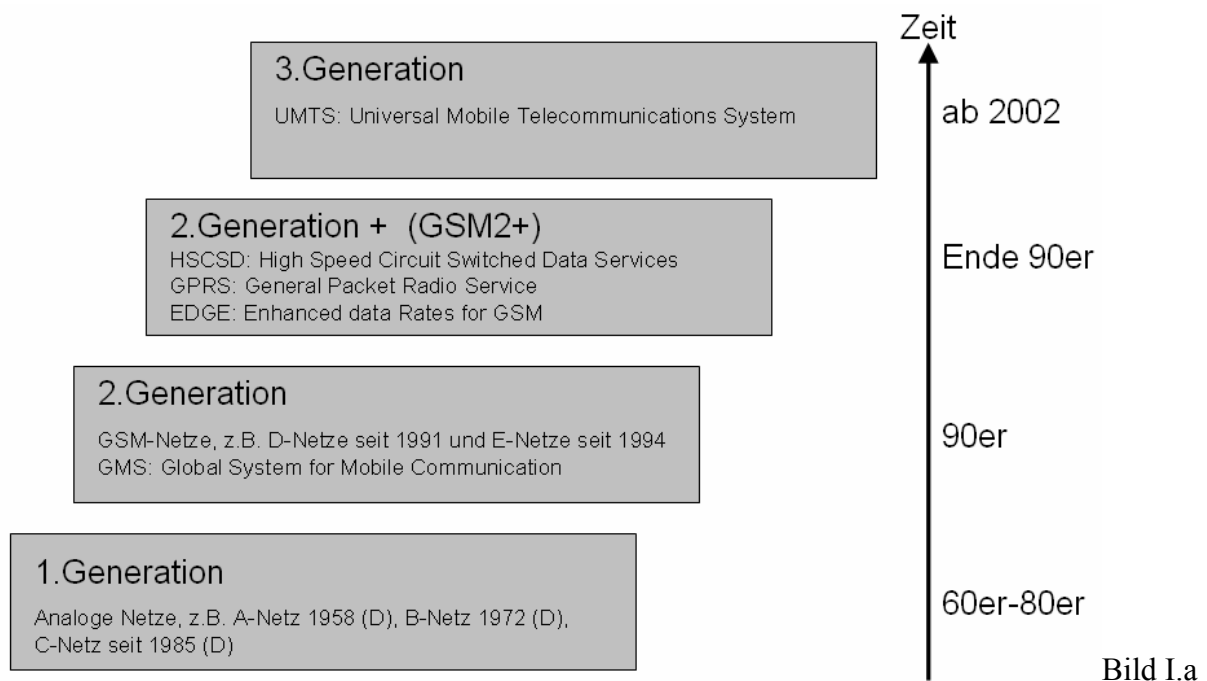 Zeit
3.Generation
UMTS: Universal Mobile Telecommunications System
ab 2002
2.Generation + (GSM2+)
HSCSD: High Speed Circuit Switched Data Services
GPRS: General Packet Radio Service
EDGE: Enhanced data Rates for GSM
Ende 90er
2.Generation
GSM-Netze, z.B. D-Netze seit 1991 und E-Netze seit 1994
GMS: Global System for Mobile Communication
90er
1.Generation
Analoge Netze, z.B. A-Netz 1958 (D), B-Netz 1972 (D),
C-Netz seit 1985 (D)
60er-80er
Bild I.a